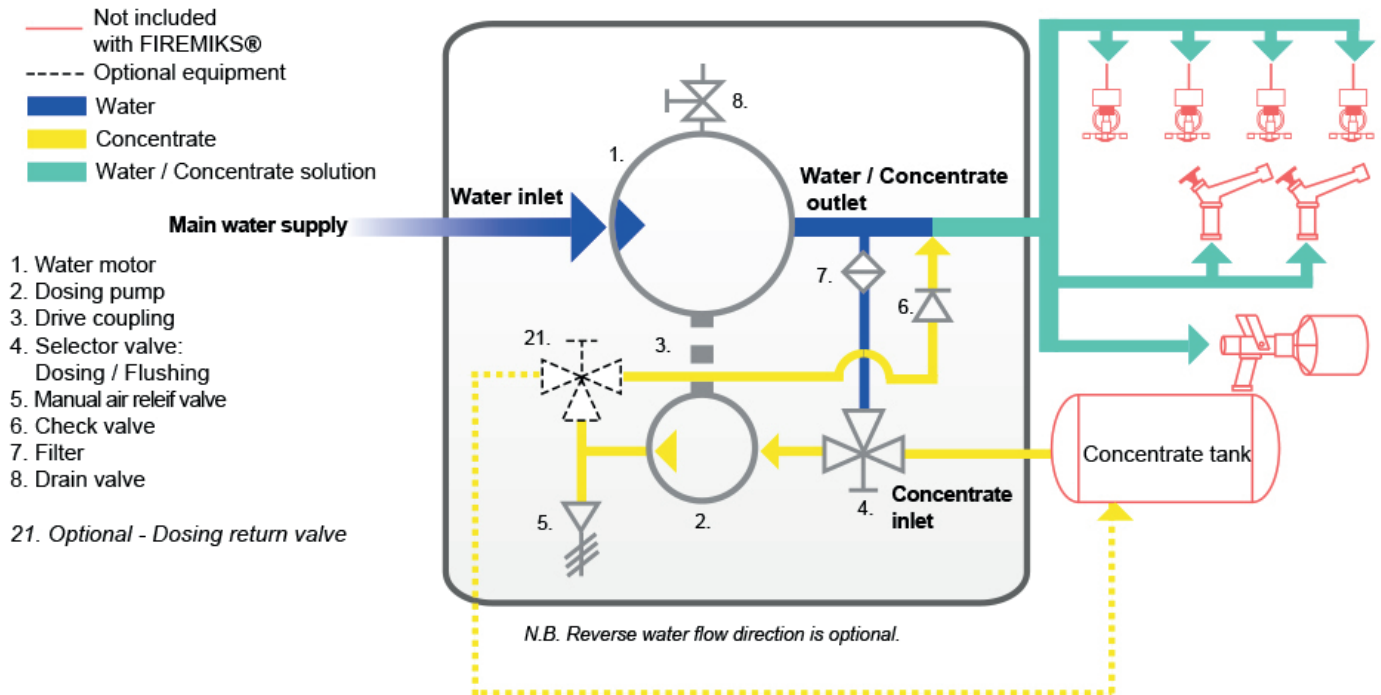 Not included
with FIREMIKS®
Optional equipment
Water
Concentrate
Water / Concentrate solution
Main water supply
Water inlet
Water / Concentrate
outlet
1. Water motor
2. Dosing pump
3. Drive coupling
4. Selector valve:
Dosing / Flushing
5. Manual air releif valve
6. Check valve
7. Filter
8. Drain valve
21. Optional - Dosing return valve
8.
1.
7.
6.
21.
3.
5.
2.
4.
Concentrate
inlet
Concentrate tank
N.B. Reverse water flow direction is optional.